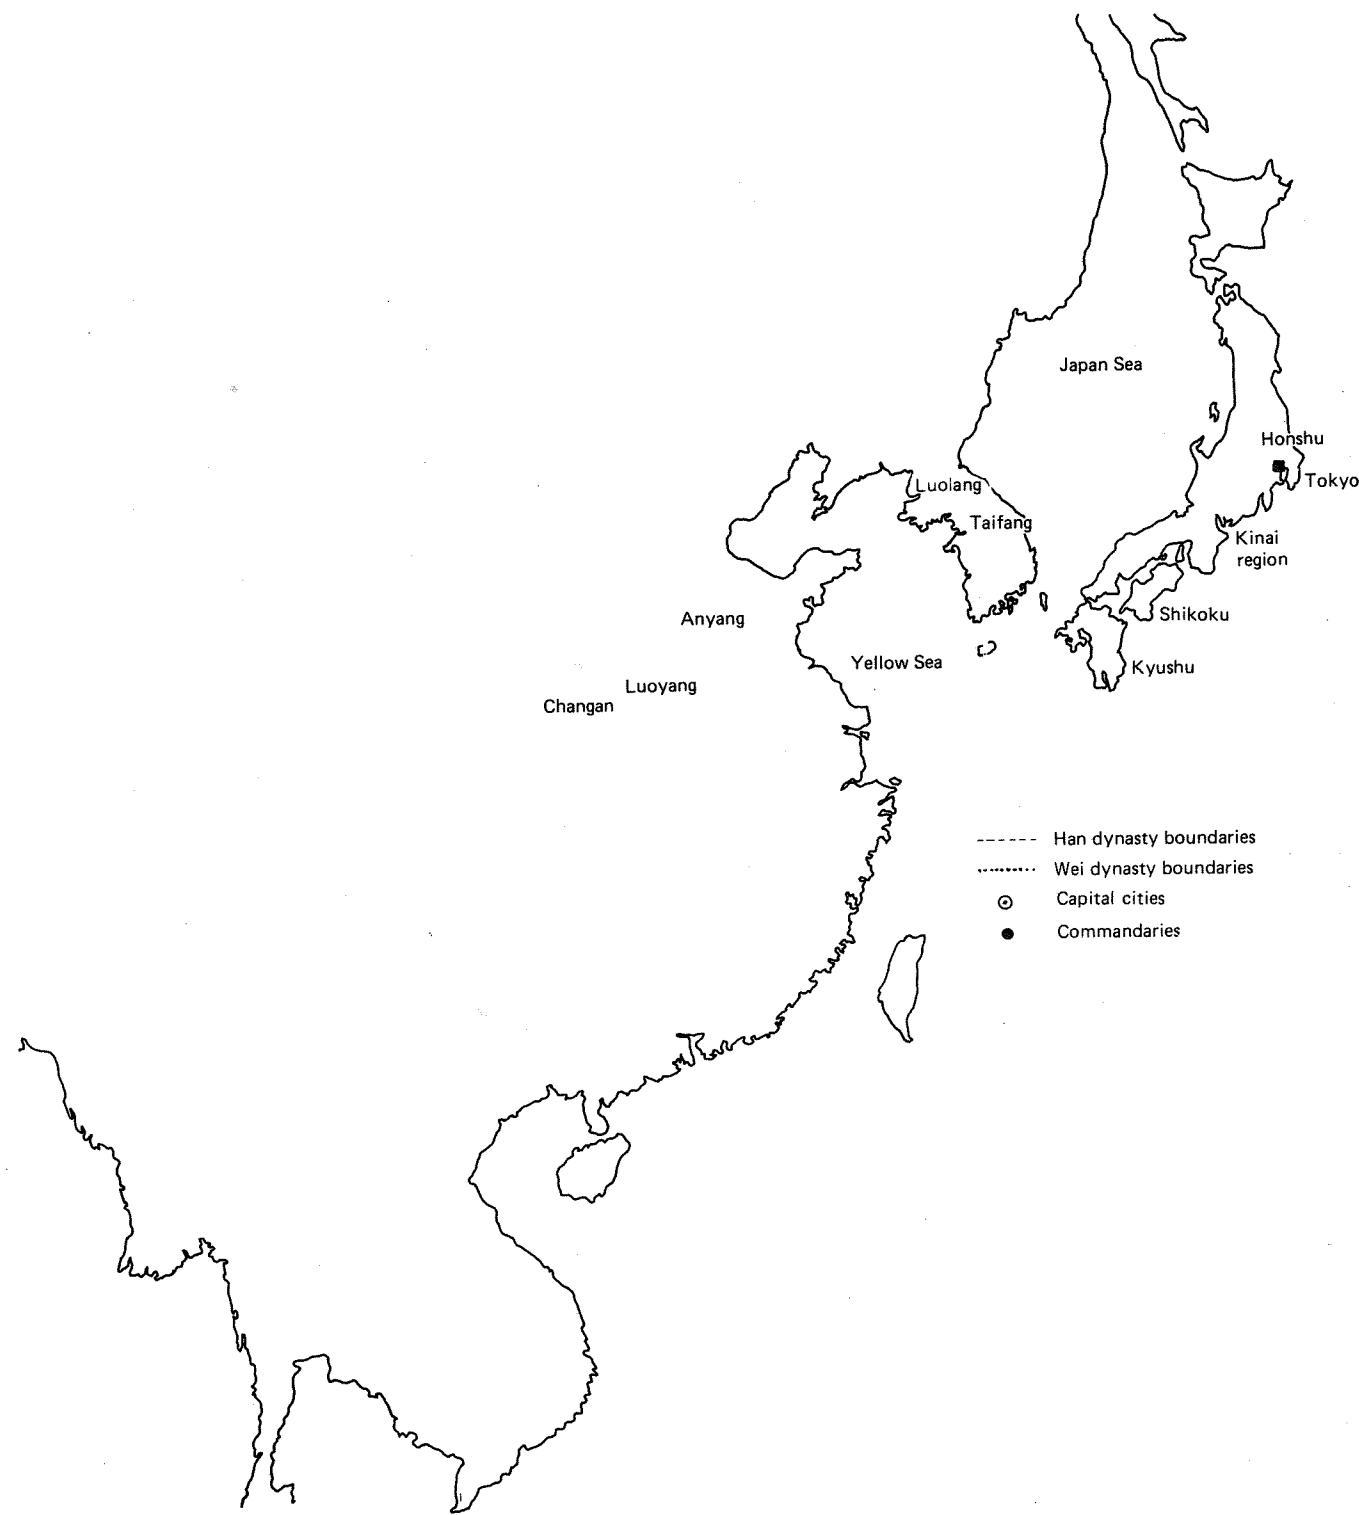 Japan Sea
Honshu
Tokyo
Luolang
Taifang
Kinai
region
Anyang
Shikoku
Yellow Sea
Kyushu
Luoyang
Changan
Han dynasty boundaries
Wei dynasty boundaries
Capital cities
Commandaries